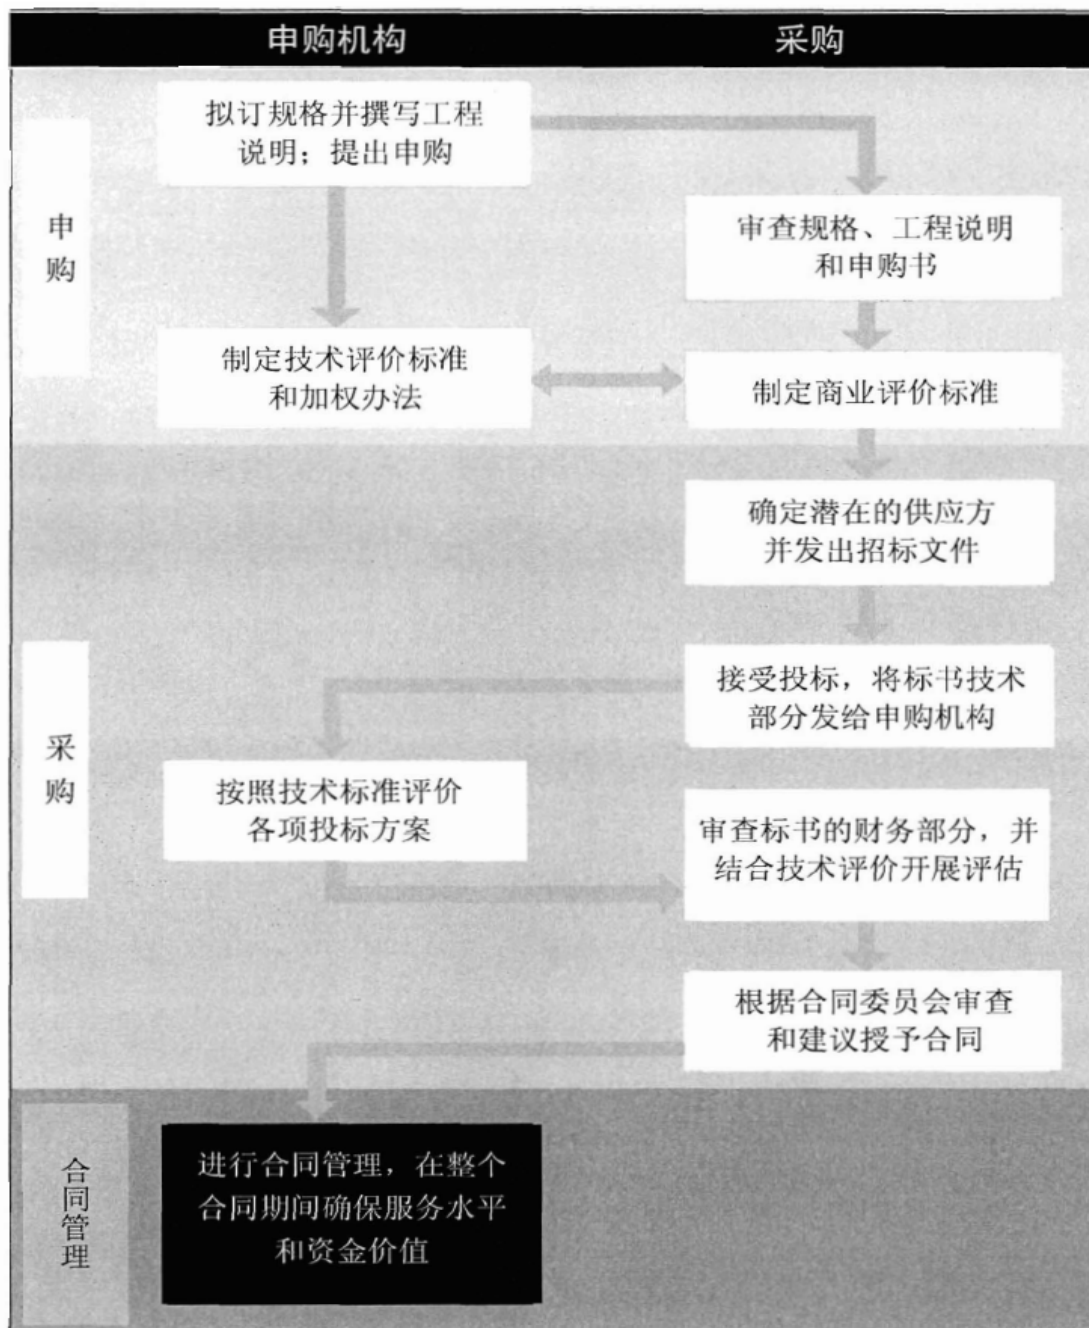 申购机构
采购
拟订规格并撰写工程
说明；提出申购
申
购
审查规格、工程说明
和申购书
制定技术评价标准
和加权办法
制定商业评价标准
确定潜在的供应方
并发出招标文件
采
购
接受投标，将标书技术
部分发给申购机构
按照技术标准评价
各项投标方案
审查标书的财务部分，并
结合技术评价开展评估
根据合同委员会审查
和建议授予合同
合
同
管
理
进行合同管理，在整个
合同期间确保服务水平
和资金价值